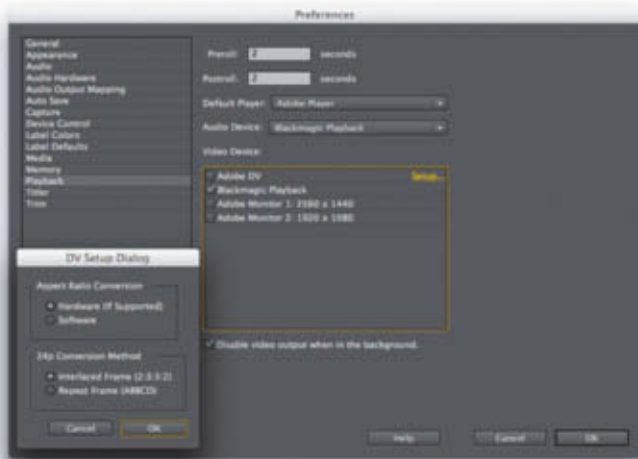 Preferences
General
Appearance
Audio
Audio Hardware
Audio Output Mapping
Auto Save
Capture
Device Control
Label Colors
Label Defaults
Media
Memory
Playback
Titler
Trim
Preroll: 2 seconds
Postroll: 2 seconds
Default Player: Adobe Player
Audio Device: Blackmagic Playback
Video Device:
Adobe DV Setup...
Blackmagic Playback
Adobe Monitor 1: 2560 x 1440
Adobe Monitor 2: 1920 x 1080
Disable video output when in the background.
Help Cancel OK
DV Setup Dialog
Aspect Ratio Conversion
Hardware (If Supported)
Software
24p Conversion Method
Interlaced Frame (2:3:3:2)
Repeat Frame (ABBCD)
Cancel OK